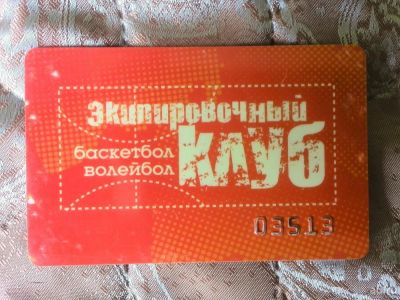 Экипировочный
баскетбол
волейбол
клуб
03513